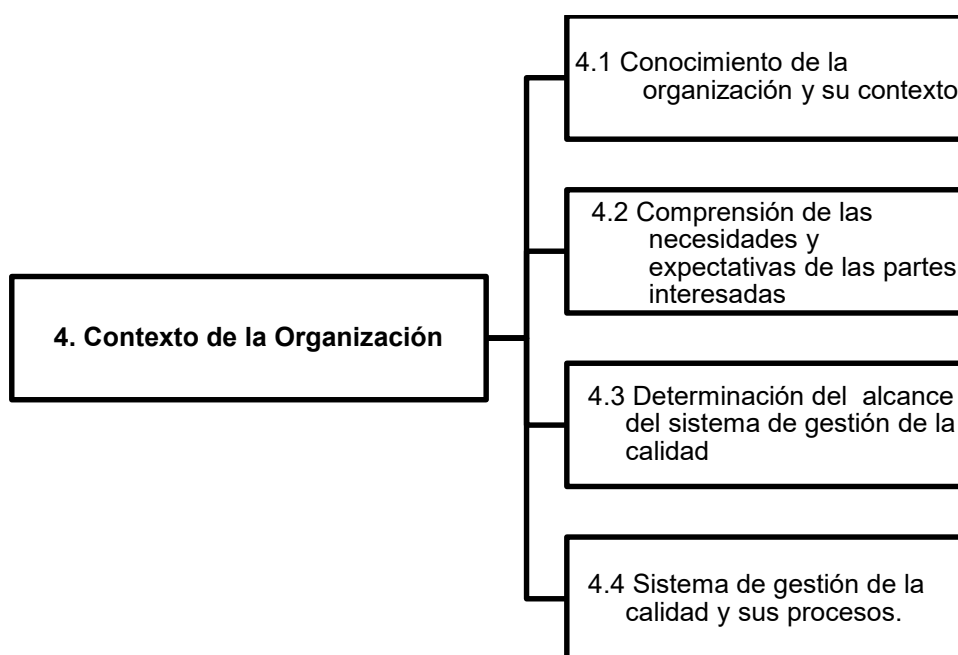 4. Contexto de la Organización
4.1 Conocimiento de la
organización y su contexto
4.2 Comprensión de las
necesidades y
expectativas de las partes
interesadas
4.3 Determinación del alcance
del sistema de gestión de la
calidad
4.4 Sistema de gestión de la
calidad y sus procesos.